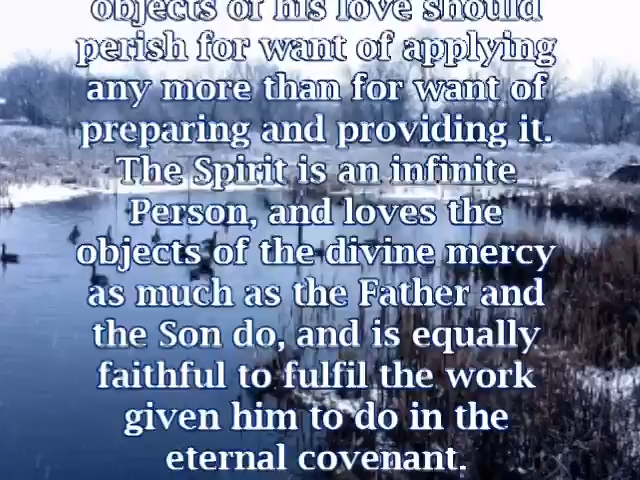 objects of his love should
perish for want of applying
any more than for want of
preparing and providing it.
The Spirit is an infinite
Person, and loves the
objects of the divine mercy
as much as the Father and
the Son do, and is equally
faithful to fulfil the work
given him to do in the
eternal covenant.